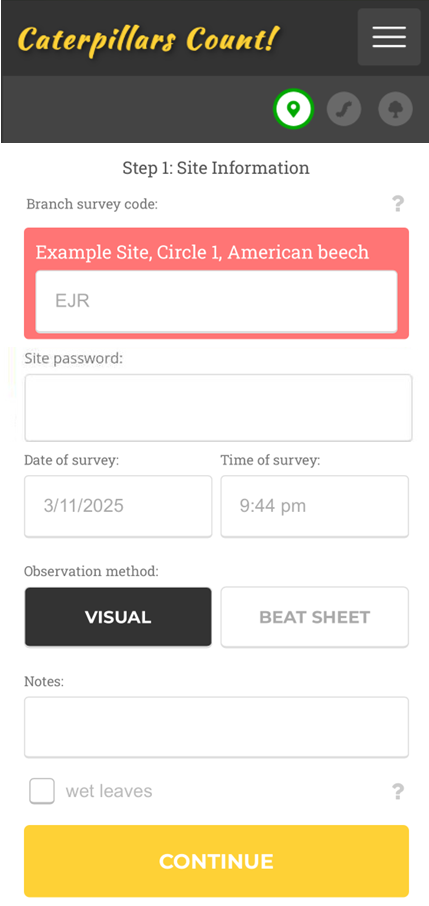 Caterpillars Count!
Step 1: Site Information
Branch survey code:
?
Example Site, Circle 1, American beech
EJR
Site password:
Date of survey:
Time of survey:
3/11/2025
9:44 pm
Observation method:
VISUAL
BEAT SHEET
Notes:
wet leaves
?
CONTINUE